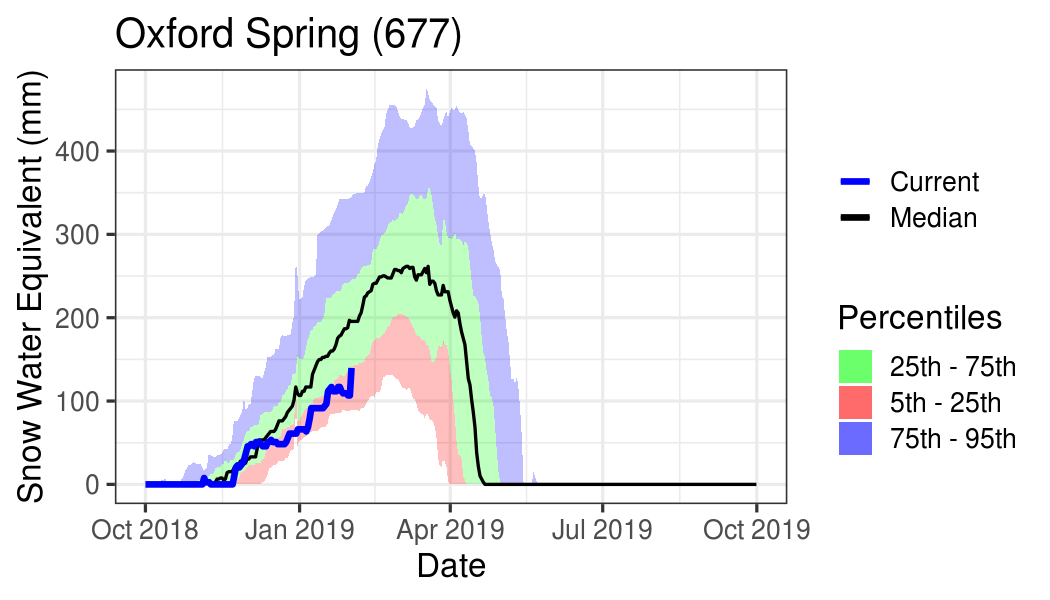 Oxford Spring (677)
Snow Water Equivalent (mm)
400
300
200
100
0
Oct 2018
Jan 2019
Apr 2019
Jul 2019
Oct 2019
Date
Current
Median
Percentiles
25th - 75th
5th - 25th
75th - 95th